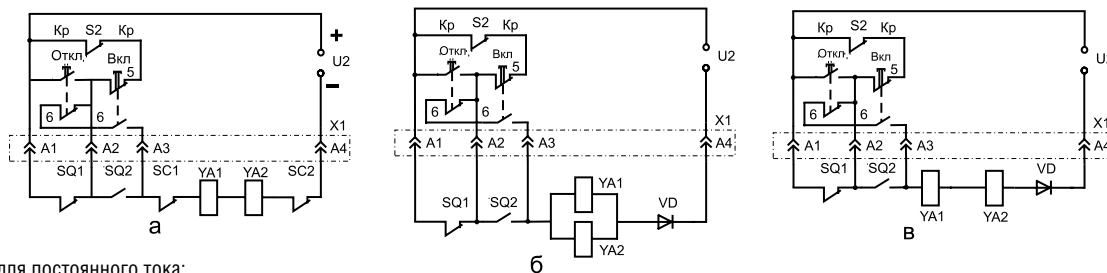 Кр S2 Кр
+
Откл, Вкл
5
U2
–
6 6
X1
A1 A2 A3 A4
SQ1 SQ2 SC1 YA1 YA2 SC2
а
Кр S2 Кр
Откл, Вкл
5
U2
6 6
X1
A1 A2 A3 A4
SQ1 SQ2 YA1 VD
YA2
б
Кр S2 Кр
Откл, Вкл
5
6 6
X1
A1 A2 A3 A4
SQ1 SQ2 VD
YA1 YA2
в
для постоянного тока: